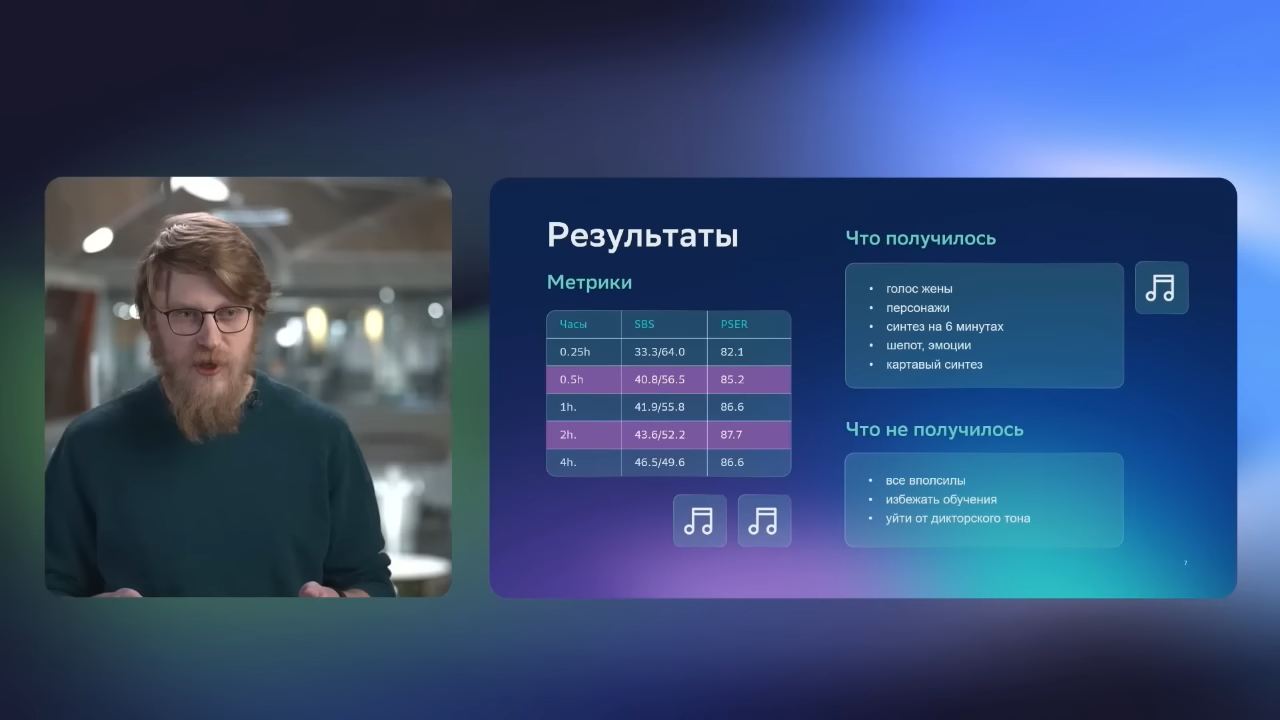 Результаты
Метрики
Часы SBS PSER
0.25h 33.3/64.0 82.1
0.5h 40.8/56.5 85.2
1h. 41.9/55.8 86.6
2h. 43.6/52.2 87.7
4h. 46.5/49.6 86.6
Что получилось
• голос жены
• персонажи
• синтез на 6 минутах
• шепот, эмоции
• картавый синтез
Что не получилось
• все вполсилы
• избежать обучения
• уйти от дикторского тона
7